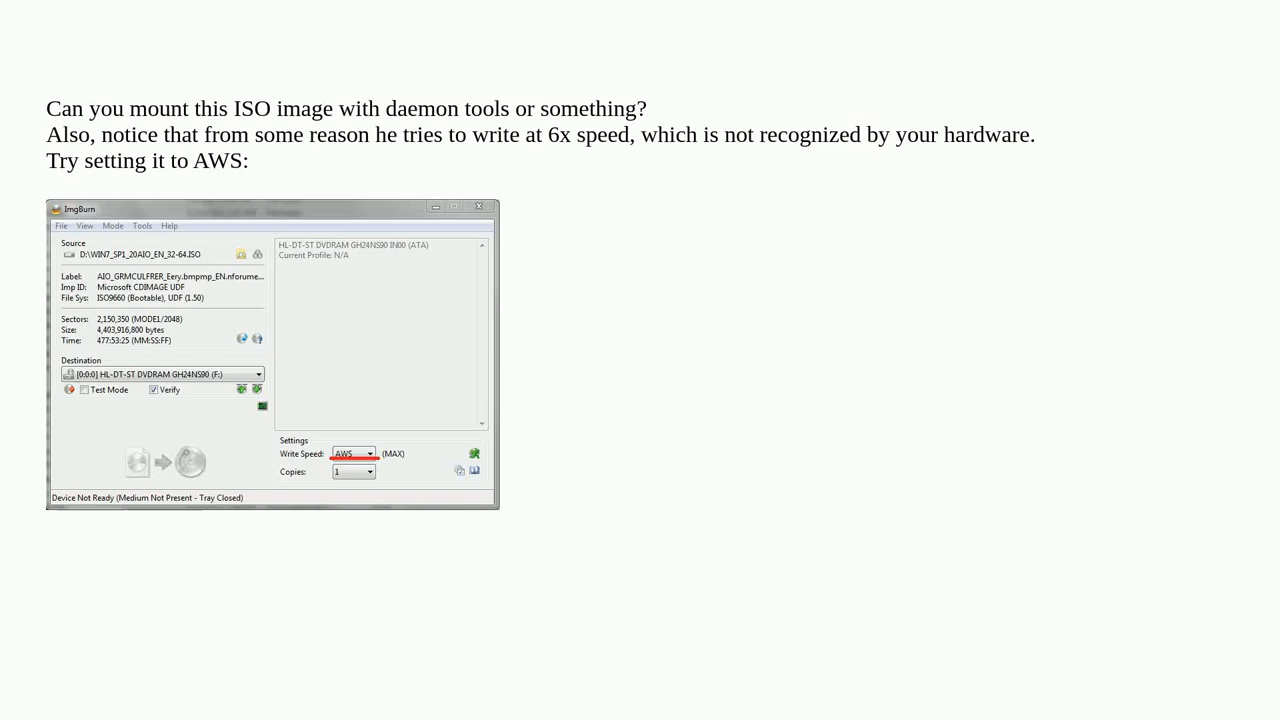 Can you mount this ISO image with daemon tools or something?
Also, notice that from some reason he tries to write at 6x speed, which is not recognized by your hardware.
Try setting it to AWS:
ImgBurn
File View Mode Tools Help
Source
D:\WIN7_SP1_20AIO_EN_32-64.ISO
Label: AIO_GRMCULFRER_Eery.bmpmp_EN.nforume...
Imp ID: Microsoft CDIMAGE UDF
File Sys: ISO9660 (Bootable), UDF (1.50)
Sectors: 2,150,350 (MODE1/2048)
Size: 4,403,916,800 bytes
Time: 477:53:25 (MM:SS:FF)
Destination
[0:0:0] HL-DT-ST DVDRAM GH24NS90 (F:)
Test Mode Verify
HL-DT-ST DVDRAM GH24NS90 IN00 (ATA)
Current Profile: N/A
Settings
Write Speed: AWS (MAX)
Copies: 1
Device Not Ready (Medium Not Present - Tray Closed)